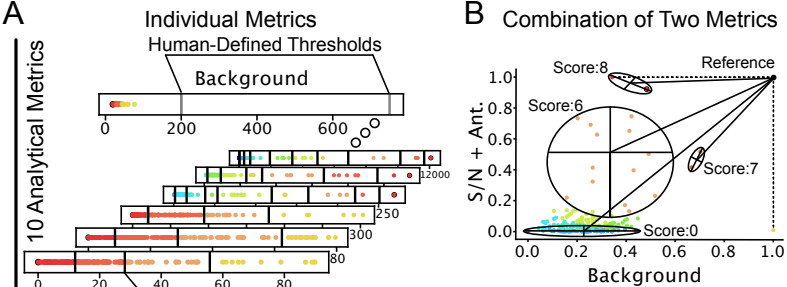 A
Individual Metrics
Human-Defined Thresholds
Background
0 200 400 600
10 Analytical Metrics
12000
250
300
80
0 20 40 60 80
B
Combination of Two Metrics
Reference
Score:8
Score:6
Score:7
Score:0
S/N + Ant.
1.0
0.8
0.6
0.4
0.2
0.0
0.0 0.2 0.4 0.6 0.8 1.0
Background